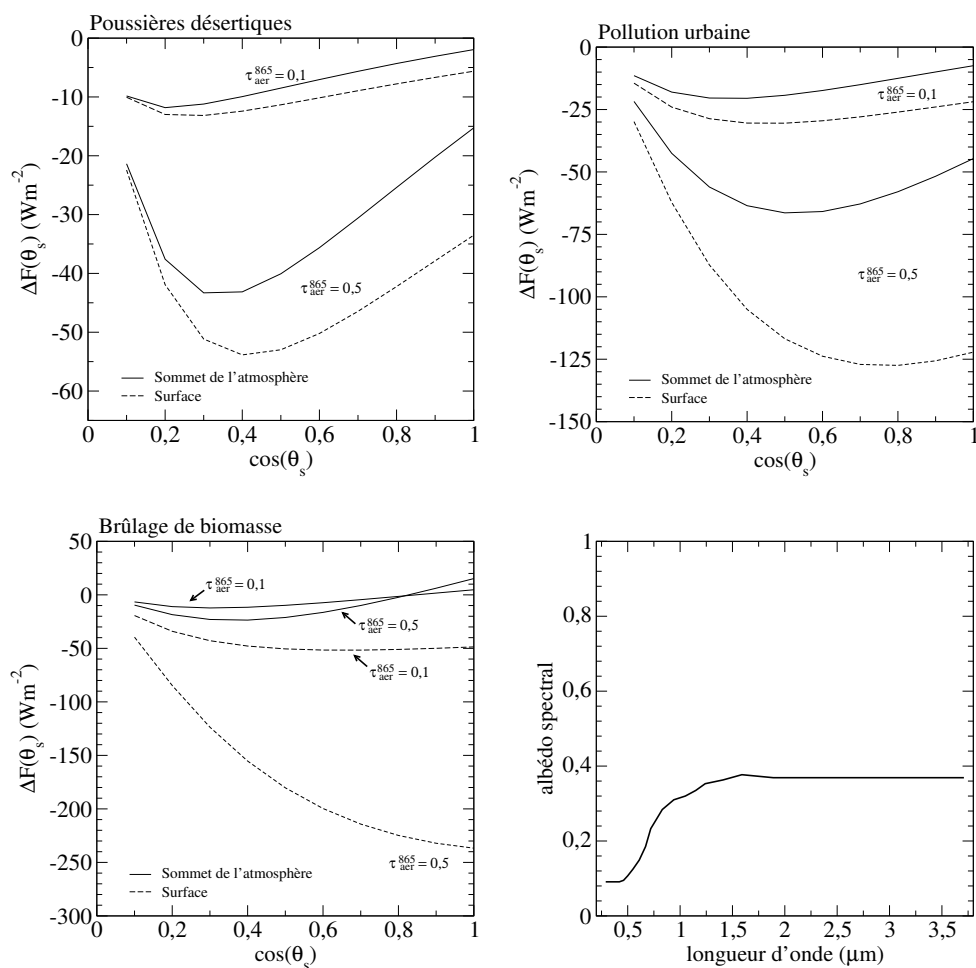 Poussières désertiques
0
-10
-20
-30
-40
-50
-60
ΔF(θs) (Wm-2)
τaer865=0,1
τaer865=0,5
Sommet de l’atmosphère
Surface
0 0,2 0,4 0,6 0,8 1
cos(θs)
Pollution urbaine
0
-25
-50
-75
-100
-125
-150
ΔF(θs) (Wm-2)
τaer865=0,1
τaer865=0,5
Sommet de l’atmosphère
Surface
0 0,2 0,4 0,6 0,8 1
cos(θs)
Brûlage de biomasse
50
0
-50
-100
-150
-200
-250
-300
ΔF(θs) (Wm-2)
τaer865=0,1
τaer865=0,5
τaer865=0,1
τaer865=0,5
Sommet de l’atmosphère
Surface
0 0,2 0,4 0,6 0,8 1
cos(θs)
1
0,8
0,6
0,4
0,2
0
albédo spectral
0,5 1 1,5 2 2,5 3 3,5
longueur d’onde (μm)